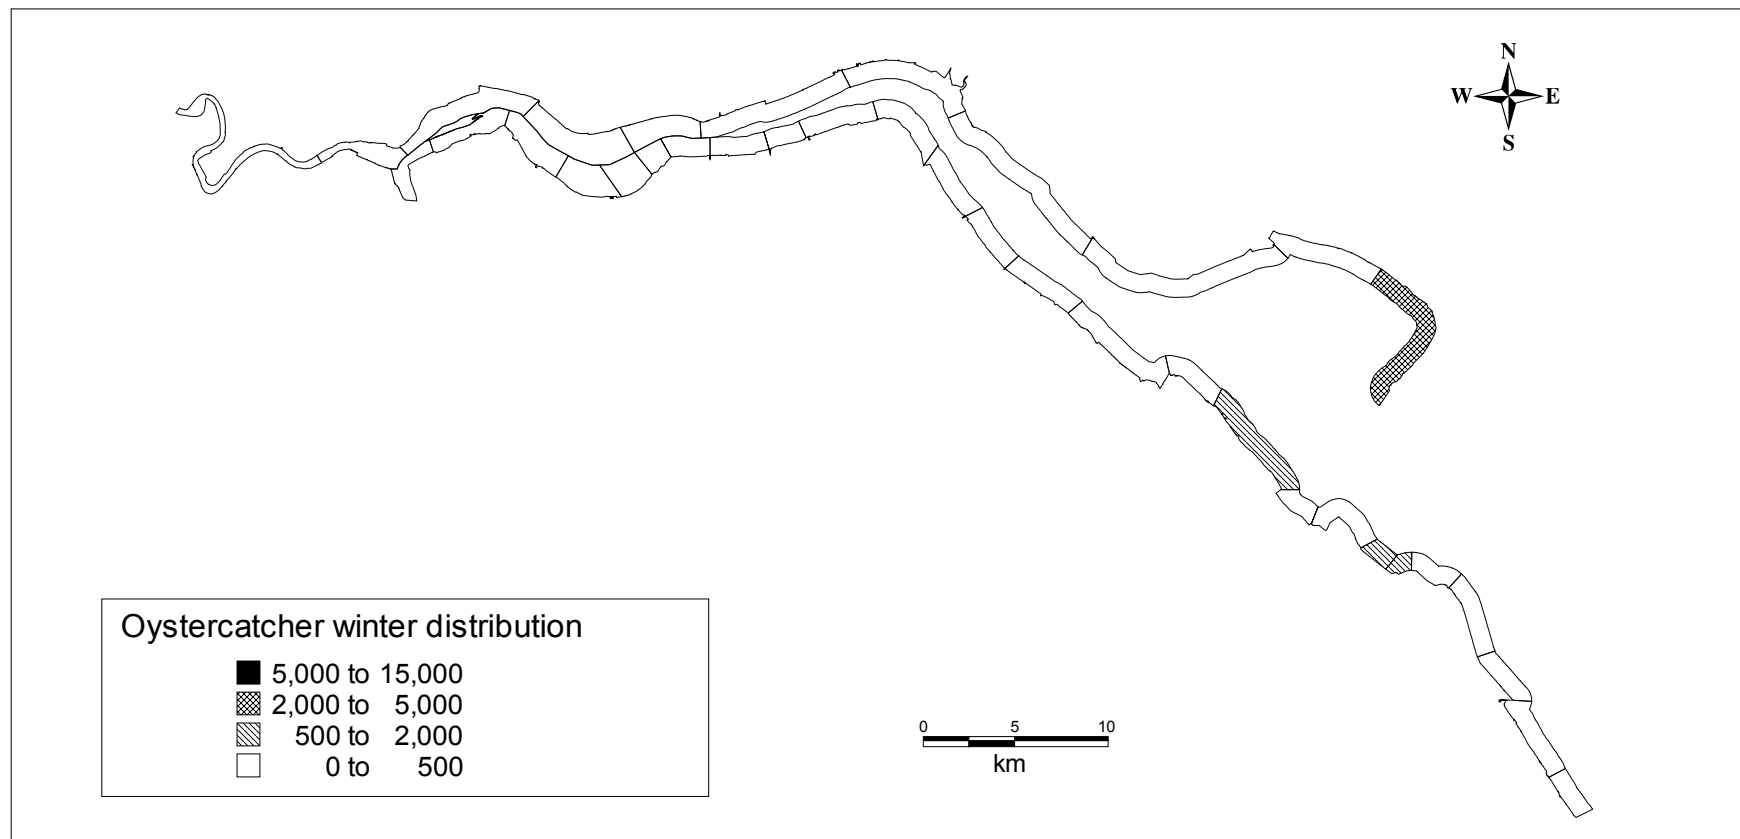 N
W E
S
Oystercatcher winter distribution
5,000 to 15,000
2,000 to 5,000
500 to 2,000
0 to 500
0 5 10
km